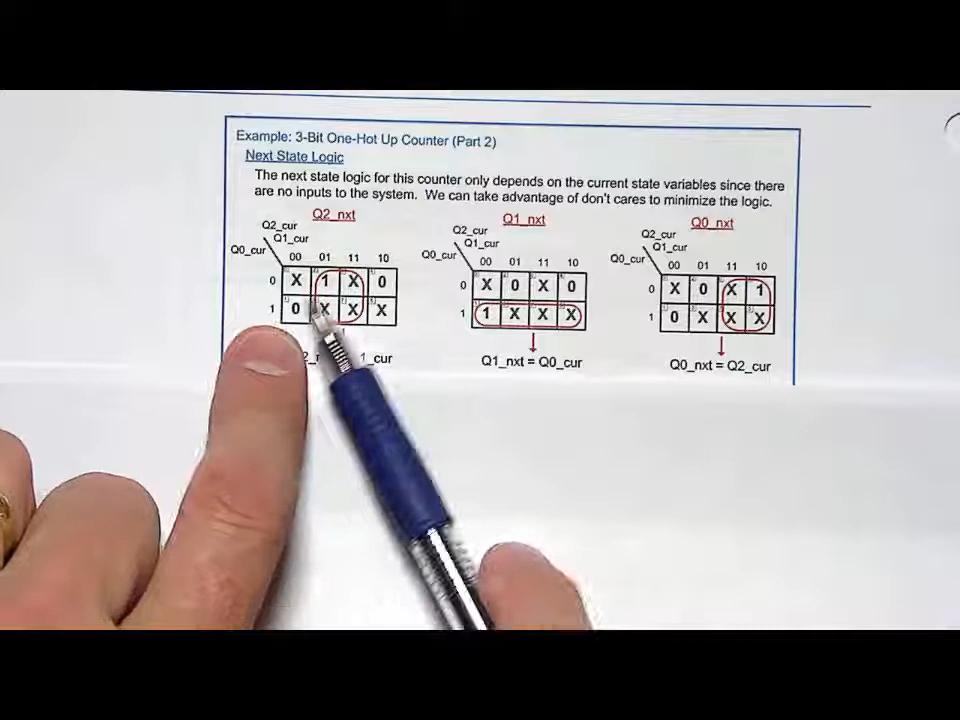 Example: 3-Bit One-Hot Up Counter (Part 2)
Next State Logic
The next state logic for this counter only depends on the current state variables since there
are no inputs to the system. We can take advantage of don't cares to minimize the logic.
Q2_nxt
Q2_cur
Q1_cur
Q0_cur
00 01 11 10
0 X 1 X 0
1 0 X X X
1_cur
Q1_nxt
Q2_cur
Q1_cur
Q0_cur
00 01 11 10
0 X 0 X 0
1 1 X X X
Q1_nxt = Q0_cur
Q0_nxt
Q2_cur
Q1_cur
Q0_cur
00 01 11 10
0 X 0 X 1
1 0 X X X
Q0_nxt = Q2_cur